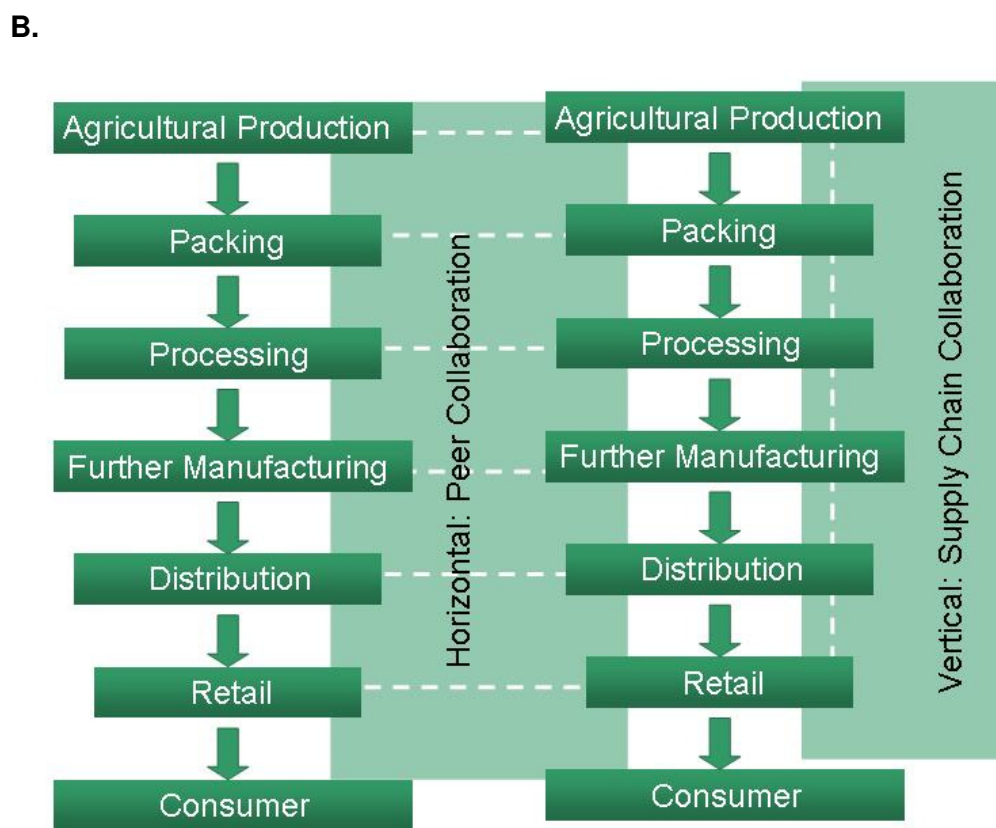 B.
Agricultural Production
Packing
Processing
Further Manufacturing
Distribution
Retail
Consumer
Horizontal: Peer Collaboration
Agricultural Production
Packing
Processing
Further Manufacturing
Distribution
Retail
Consumer
Vertical: Supply Chain Collaboration